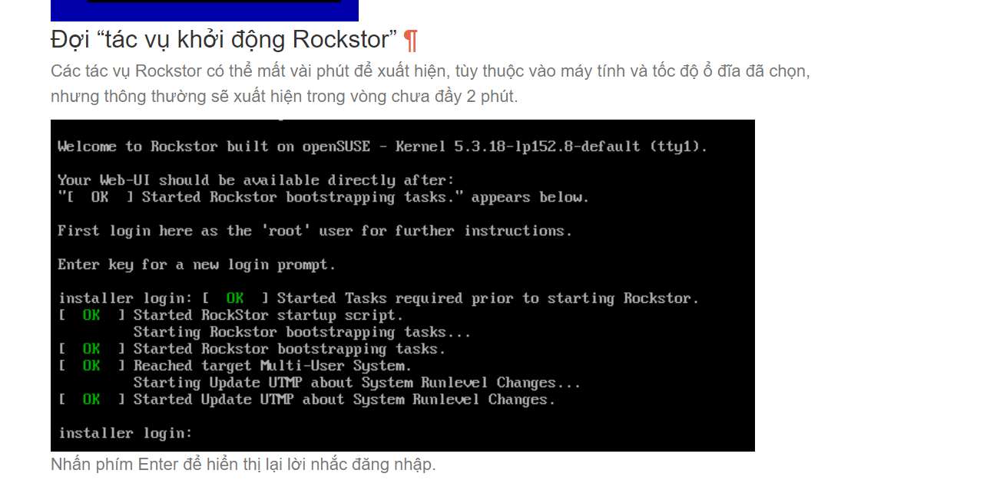 Đợi “tác vụ khởi động Rockstor” ¶
Các tác vụ Rockstor có thể mất vài phút để xuất hiện, tùy thuộc vào máy tính và tốc độ ổ đĩa đã chọn,
nhưng thông thường sẽ xuất hiện trong vòng chưa đầy 2 phút.
Welcome to Rockstor built on openSUSE - Kernel 5.3.18-lp152.8-default (tty1).
Your Web-UI should be available directly after:
"[  OK  ] Started Rockstor bootstrapping tasks." appears below.
First login here as the 'root' user for further instructions.
Enter key for a new login prompt.
installer login: [  OK  ] Started Tasks required prior to starting Rockstor.
[  OK  ] Started RockStor startup script.
Starting Rockstor bootstrapping tasks...
[  OK  ] Started Rockstor bootstrapping tasks.
[  OK  ] Reached target Multi-User System.
Starting Update UTMP about System Runlevel Changes...
[  OK  ] Started Update UTMP about System Runlevel Changes.
installer login:
Nhấn phím Enter để hiển thị lại lời nhắc đăng nhập.